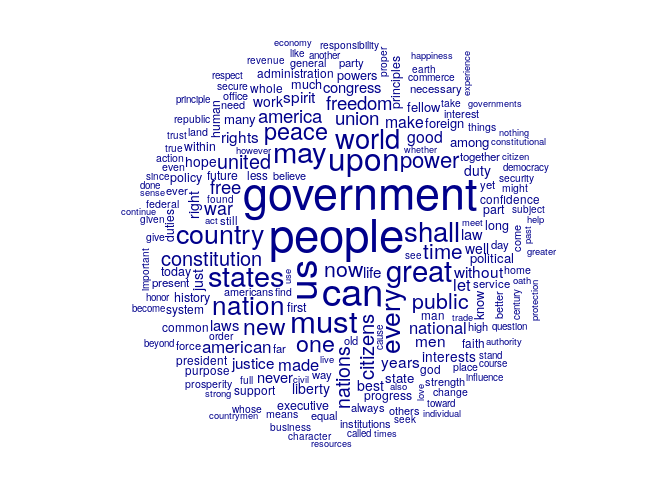 economy
like another responsibility
revenue general party proper happiness
respect administration powers principles earth experience
secure whole much congress commerce
principle office work spirit freedom necessary governments
republic need human many america union make fellow take interest
trust land rights peace world foreign things nothing
true within however may upon good among constitutional
action hope united whether power together citizen
even policy future less believe duty democracy
since free government yet security
done ever might
sense right found confidence
federal war people shall part subject
continue duties act still meet long help
given country us see time law come past
give constitution now well day greater
important today just states use can life great political
present americans find let without home
honor history nation every public service oath
become system first know better century protection
common laws new must citizens man trade
order one old cause national high question
beyond force american far men faith authority
president justice made nations live years interests stand
purpose never civil way god place course
prosperity full best also state strength influence
strong support liberty progress love change
whose executive always others toward
countrymen means equal institutions seek individual
business called times
character
resources